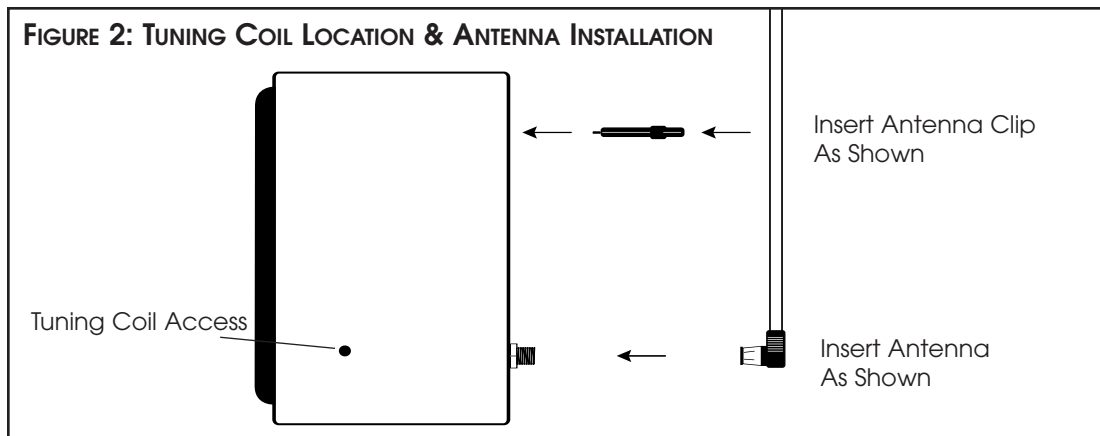 FIGURE 2: TUNING COIL LOCATION & ANTENNA INSTALLATION
Insert Antenna Clip
As Shown
Tuning Coil Access
Insert Antenna
As Shown